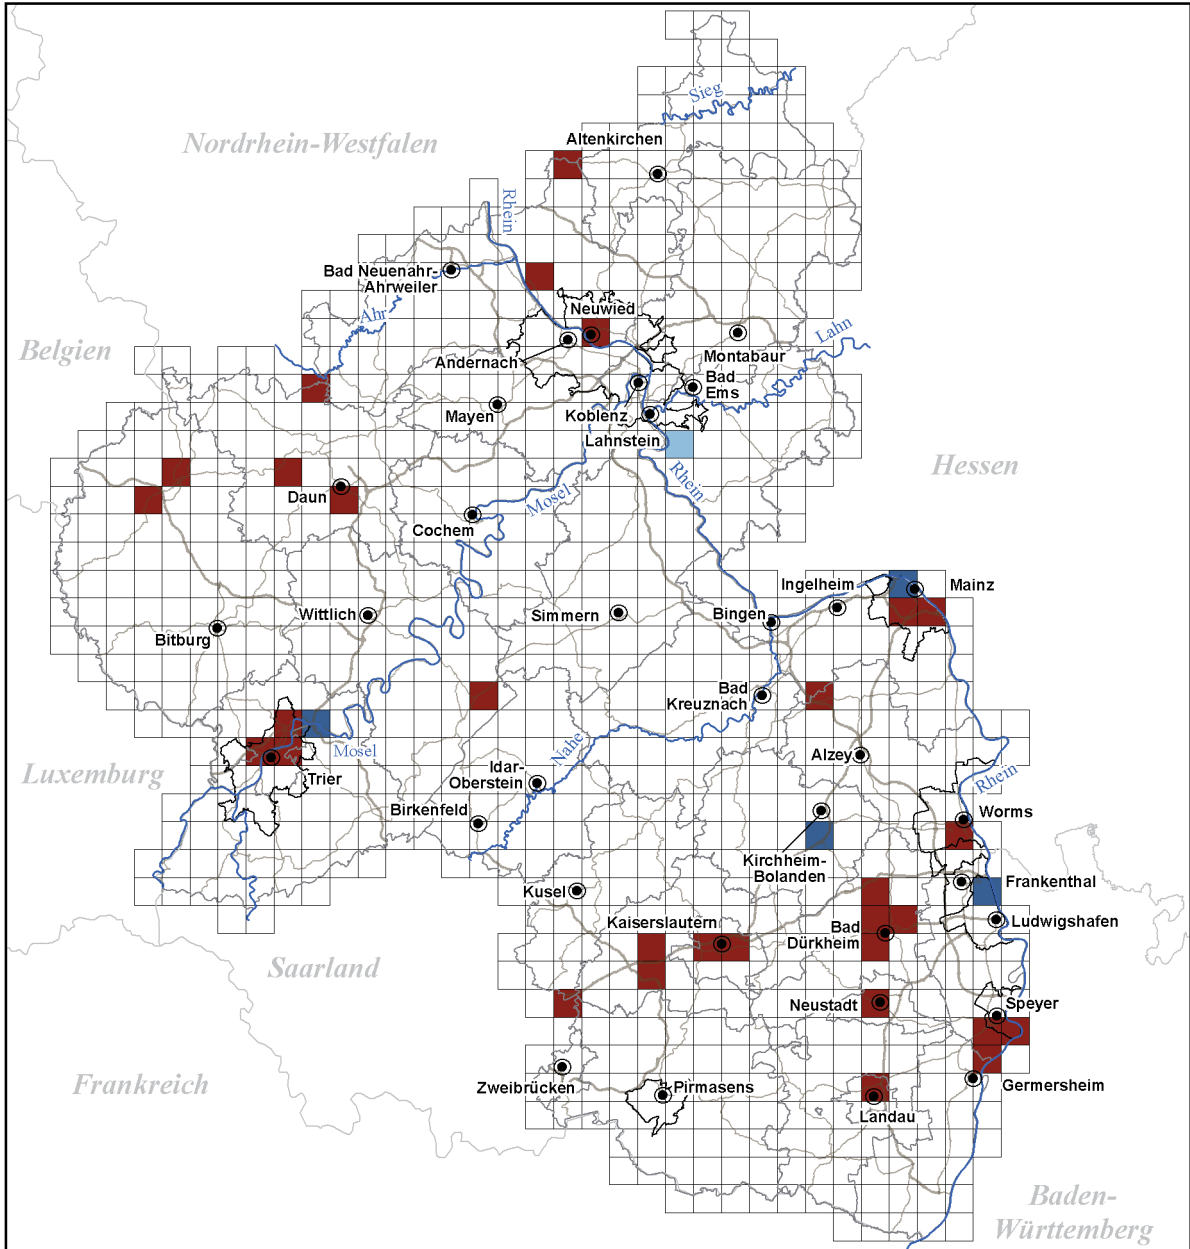 Sieg
Altenkirchen
Nordrhein-Westfalen
Rhein
Bad Neuenahr-
Ahrweiler
Ahr
Neuwied
Belgien
Lahn
Andernach
Montabaur
Bad
Ems
Mayen
Koblenz
Lahnstein
Hessen
Rhein
Daun
Mosel
Cochem
Ingelheim
Mainz
Wittlich
Simmern
Bingen
Bitburg
Bad
Kreuznach
Mosel
Nahe
Alzey
Luxemburg
Trier
Idar-
Oberstein
Rhein
Birkenfeld
Worms
Kirchheim-
Bolanden
Kusel
Frankenthal
Kaiserslautern
Bad
Dürkheim
Ludwigshafen
Saarland
Neustadt
Speyer
Frankreich
Zweibrücken
Pirmasens
Germersheim
Landau
Baden-
Württemberg